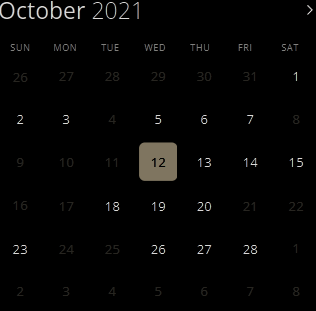 October 2021 >
SUN MON TUE WED THU FRI SAT
26 27 28 29 30 31 1
2 3 4 5 6 7 8
9 10 11 12 13 14 15
16 17 18 19 20 21 22
23 24 25 26 27 28 1
2 3 4 5 6 7 8